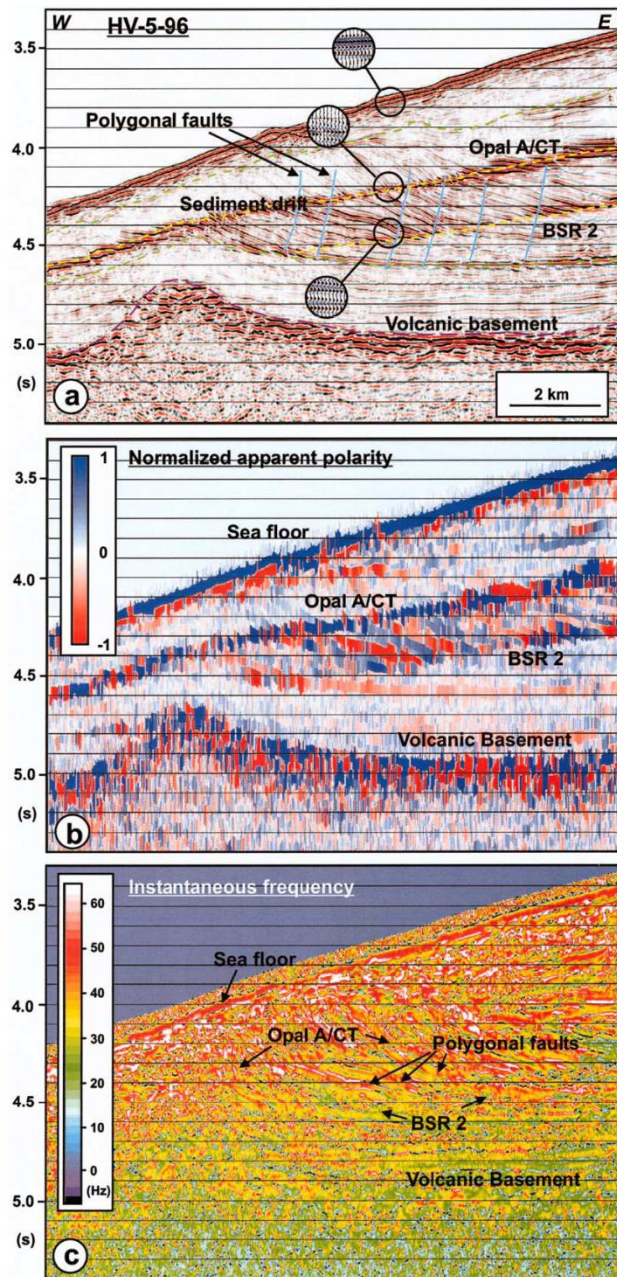 W
HV-5-96
E
3.5
Polygonal faults
4.0
Opal A/CT
Sediment drift
4.5
BSR 2
Volcanic basement
5.0
(s)
a
2 km
1
0
-1
Normalized apparent polarity
3.5
Sea floor
4.0
Opal A/CT
4.5
BSR 2
Volcanic Basement
5.0
(s)
b
60
50
40
30
20
10
0
(Hz)
Instantaneous frequency
3.5
Sea floor
4.0
Opal A/CT
Polygonal faults
4.5
BSR 2
Volcanic Basement
5.0
(s)
c